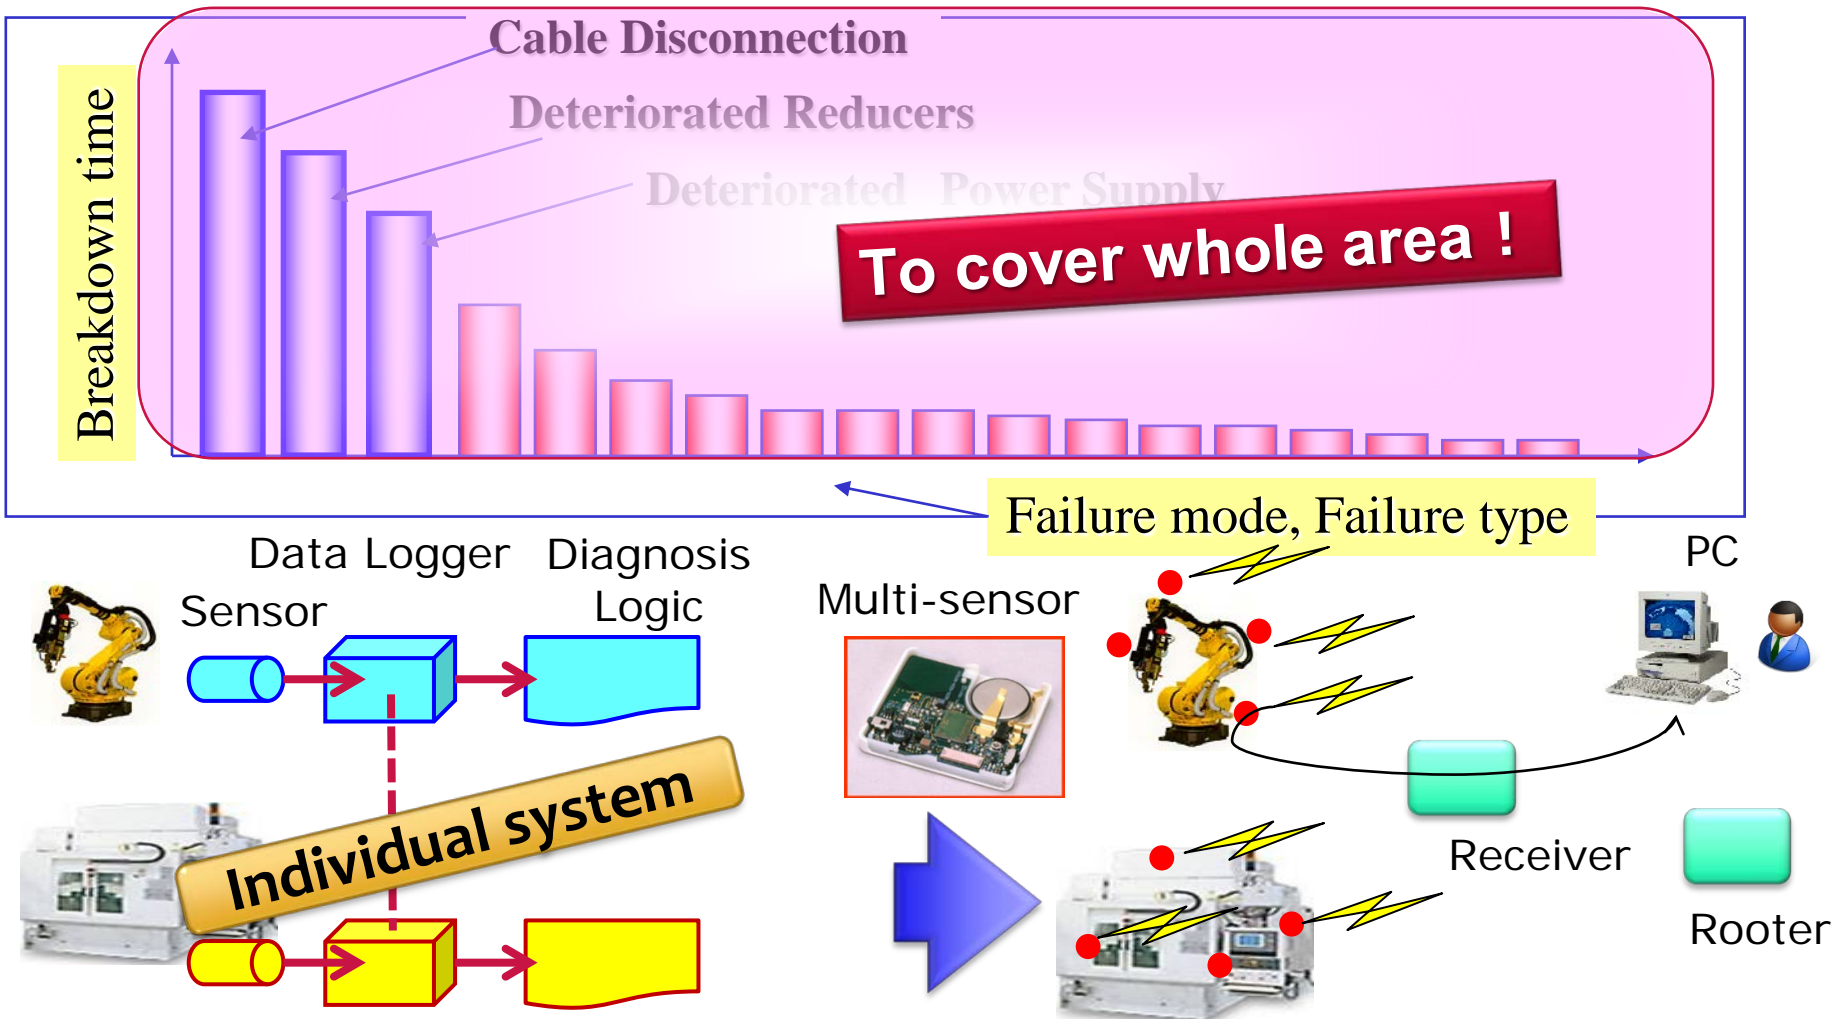 Cable Disconnection
Deteriorated Reducers
Deteriorated Power Supply
To cover whole area !
Breakdown time
Failure mode, Failure type
Data Logger
Diagnosis
Logic
Sensor
Multi-sensor
PC
Individual system
Receiver
Rooter